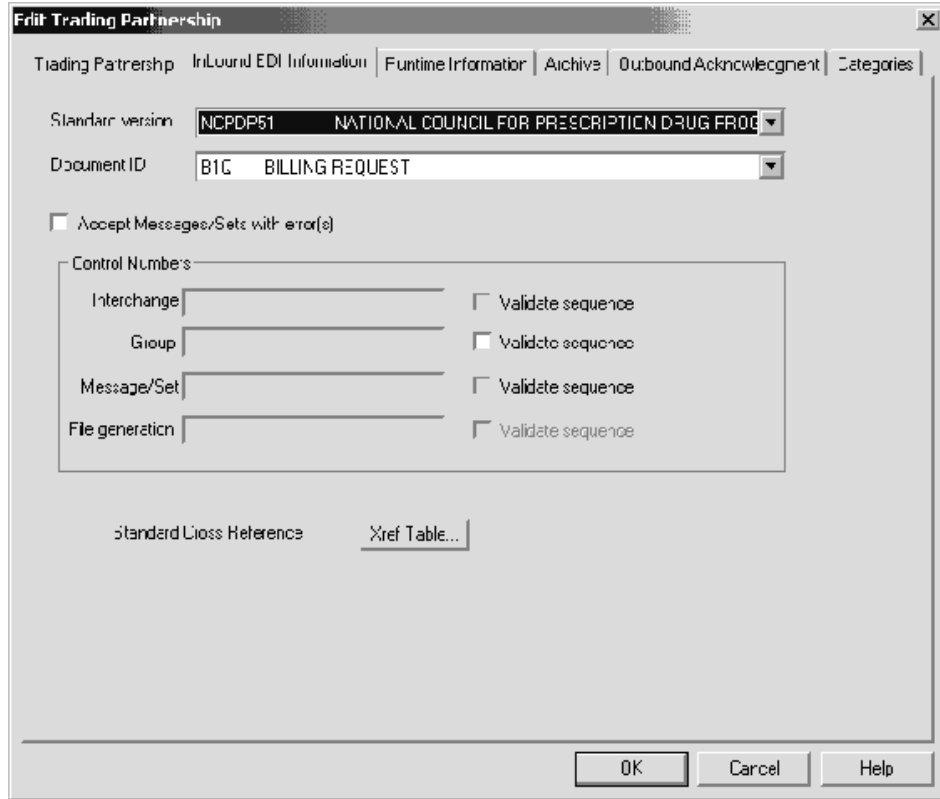 Edit Trading Partnership
Trading Partnership Inbound EDI Information Runtime Information Archive Outbound Acknowledgment Categories
Standard version NCPDP51 NATIONAL COUNCIL FOR PRESCRIPTION DRUG PROG
Document ID B1Q BILLING REQUEST
Accept Messages/Sets with error(s)
Control Numbers
Interchange Validate sequence
Group Validate sequence
Message/Set Validate sequence
File generation Validate sequence
Standard Cross Reference Xref Table...
OK Cancel Help